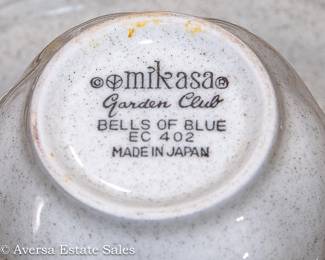 ©mikasa®
Garden Club
BELLS OF BLUE
EC 402
MADE IN JAPAN
© Aversa Estate Sales